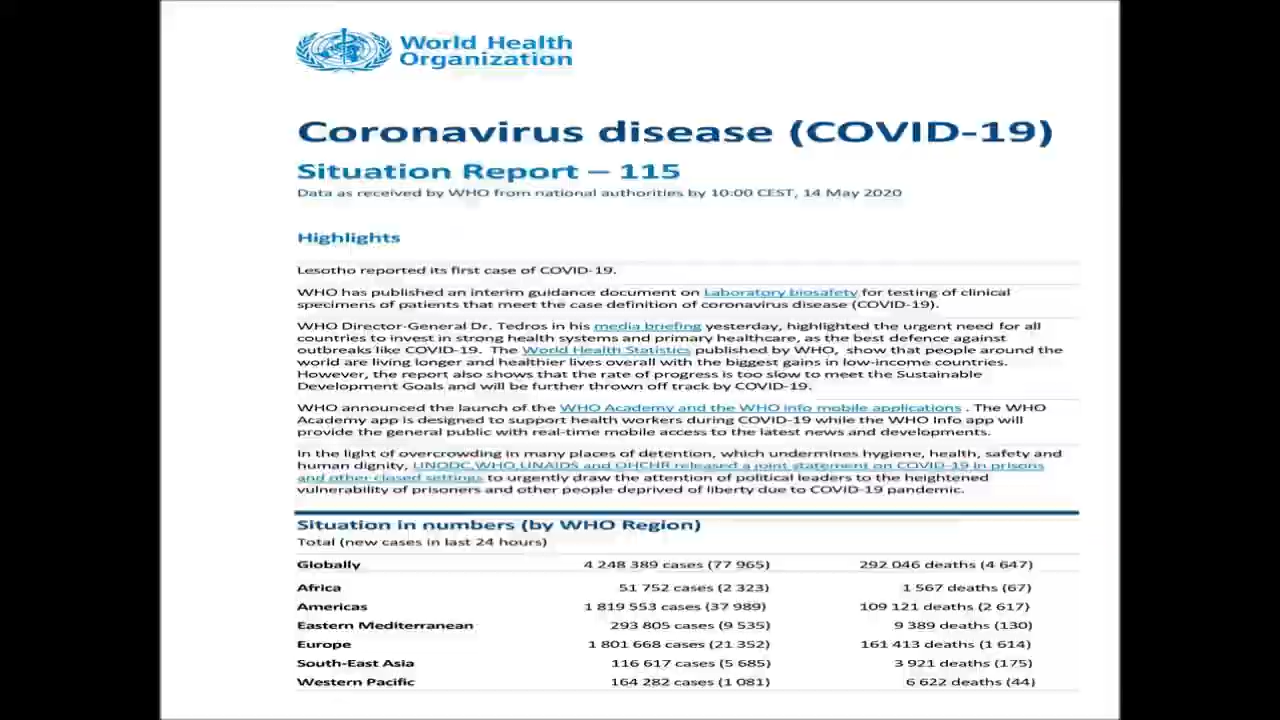 World Health
Organization
Coronavirus disease (COVID-19)
Situation Report – 115
Data as received by WHO from national authorities by 10:00 CEST, 14 May 2020
Highlights
Lesotho reported its first case of COVID-19.
WHO has published an interim guidance document on Laboratory biosafety for testing of clinical
specimens of patients that meet the case definition of coronavirus disease (COVID-19).
WHO Director-General Dr. Tedros in his media briefing yesterday, highlighted the urgent need for all
countries to invest in strong health systems and primary healthcare, as the best defence against
outbreaks like COVID-19. The World Health Statistics published by WHO, show that people around the
world are living longer and healthier lives overall with the biggest gains in low-income countries.
However, the report also shows that the rate of progress is too slow to meet the Sustainable
Development Goals and will be further thrown off track by COVID-19.
WHO announced the launch of the WHO Academy and the WHO info mobile applications . The WHO
Academy app is designed to support health workers during COVID-19 while the WHO Info app will
provide the general public with real-time mobile access to the latest news and developments.
In the light of overcrowding in many places of detention, which undermines hygiene, health, safety and
human dignity, UNODC,WHO,UNAIDS and OHCHR released a joint statement on COVID-19 in prisons
and other closed settings to urgently draw the attention of political leaders to the heightened
vulnerability of prisoners and other people deprived of liberty due to COVID-19 pandemic.
Situation in numbers (by WHO Region)
Total (new cases in last 24 hours)
Globally 4 248 389 cases (77 965) 292 046 deaths (4 647)
Africa 51 752 cases (2 323) 1 567 deaths (67)
Americas 1 819 553 cases (37 989) 109 121 deaths (2 617)
Eastern Mediterranean 293 805 cases (9 535) 9 389 deaths (130)
Europe 1 801 668 cases (21 352) 161 413 deaths (1 614)
South-East Asia 116 617 cases (5 685) 3 921 deaths (175)
Western Pacific 164 282 cases (1 081) 6 622 deaths (44)